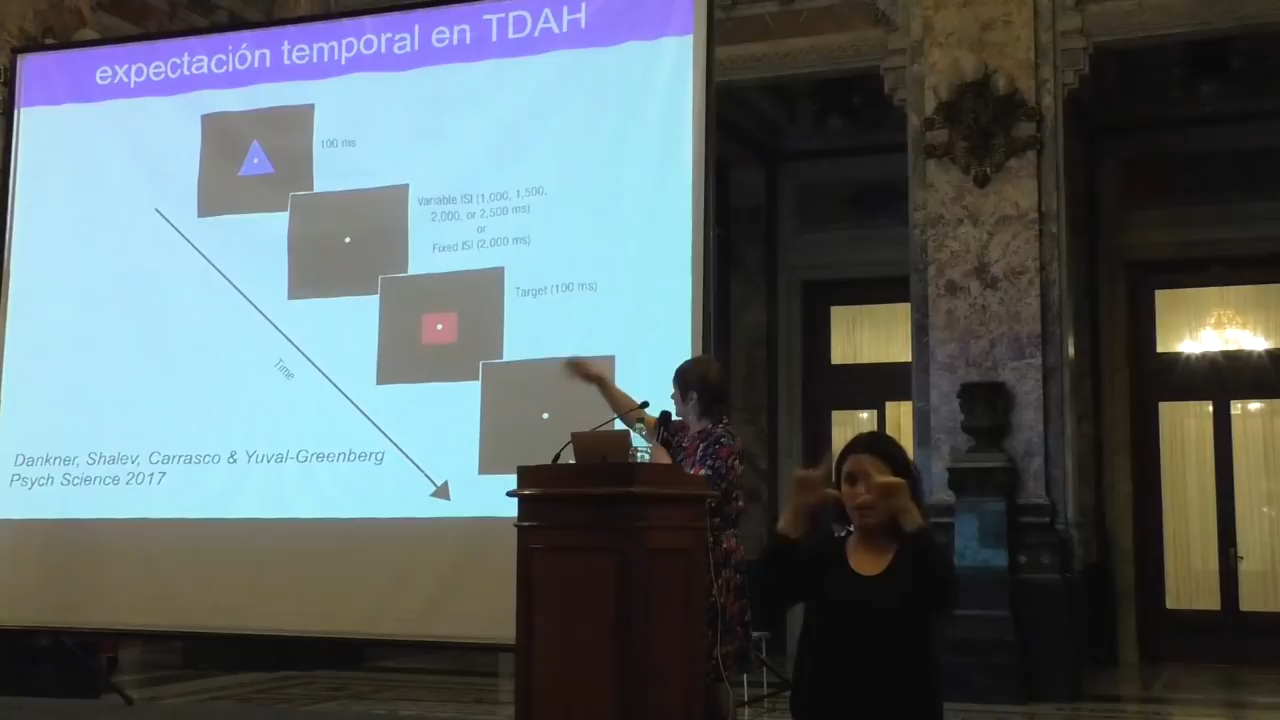 expectación temporal en TDAH
100 ms
Variable ISI (1,000, 1,500,
2,000, or 2,500 ms)
or
Fixed ISI (2,000 ms)
Target (100 ms)
Time
Dankner, Shalev, Carrasco & Yuval-Greenberg
Psych Science 2017